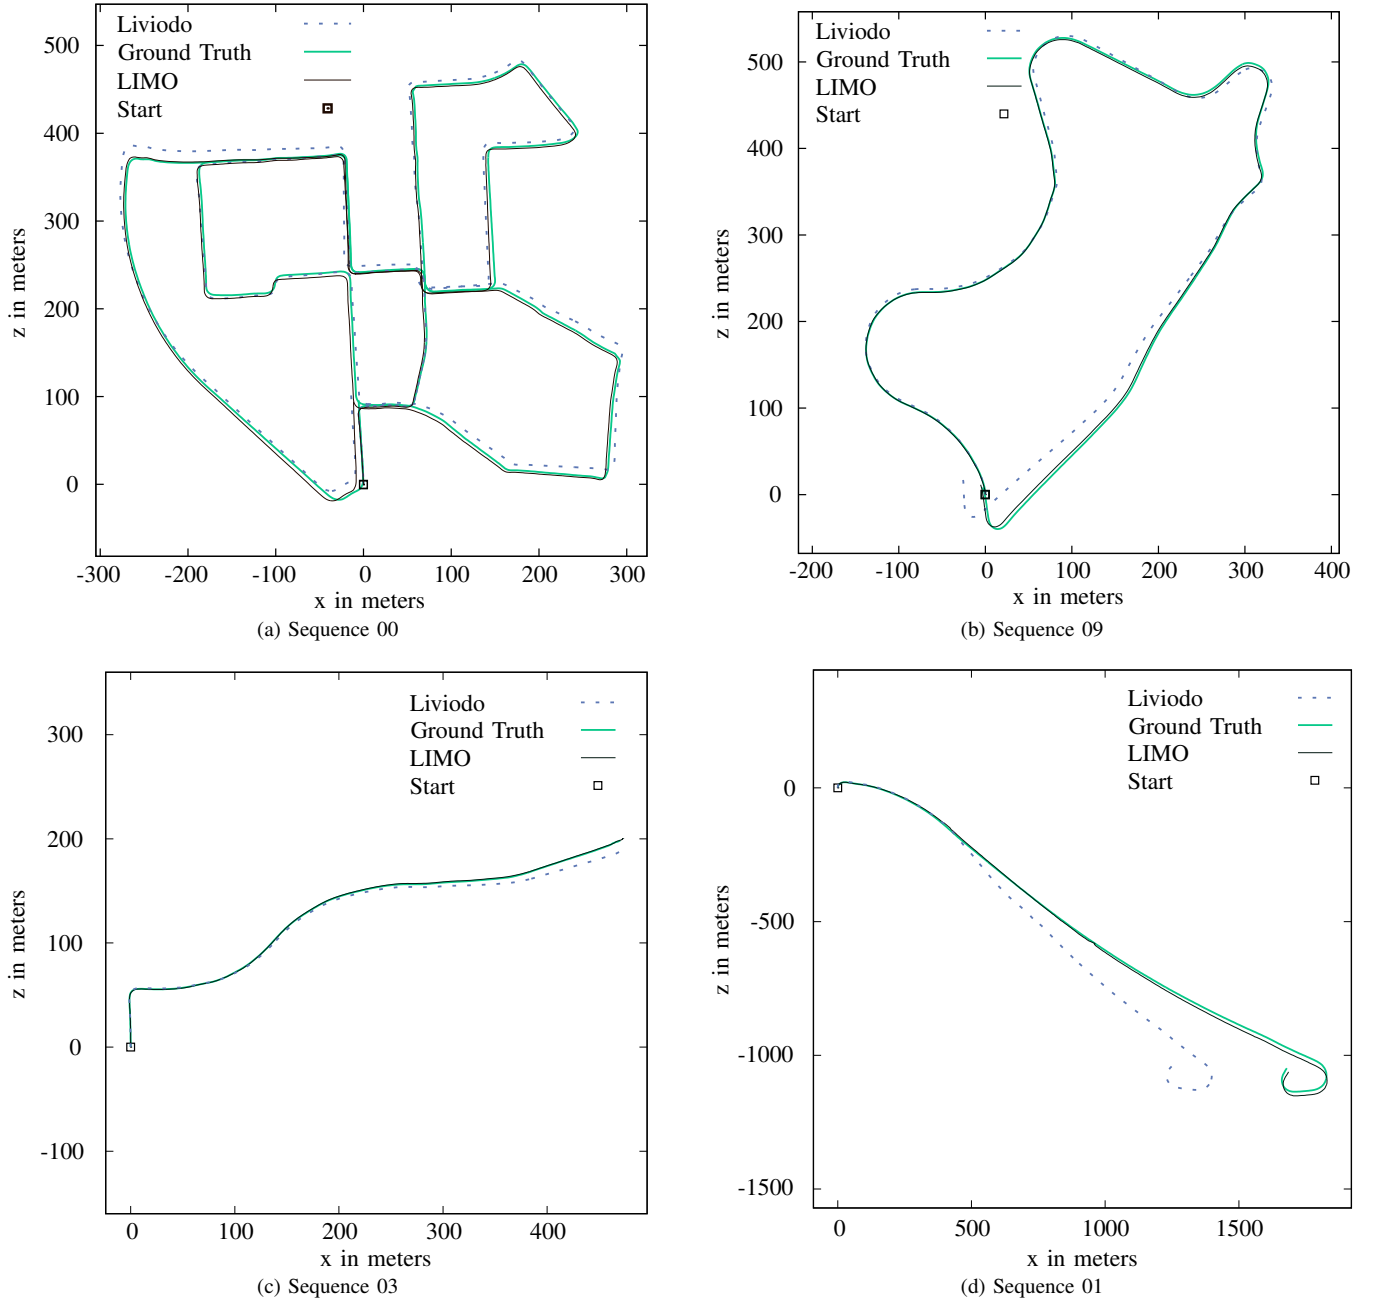 Liviodo
Ground Truth
LIMO
Start
500
400
300
200
100
0
z in meters
-300 -200 -100 0 100 200 300
x in meters
(a) Sequence 00
Liviodo
Ground Truth
LIMO
Start
500
400
300
200
100
0
z in meters
-200 -100 0 100 200 300 400
x in meters
(b) Sequence 09
Liviodo
Ground Truth
LIMO
Start
300
200
100
0
-100
z in meters
0 100 200 300 400
x in meters
(c) Sequence 03
Liviodo
Ground Truth
LIMO
Start
0
-500
-1000
-1500
z in meters
0 500 1000 1500
x in meters
(d) Sequence 01